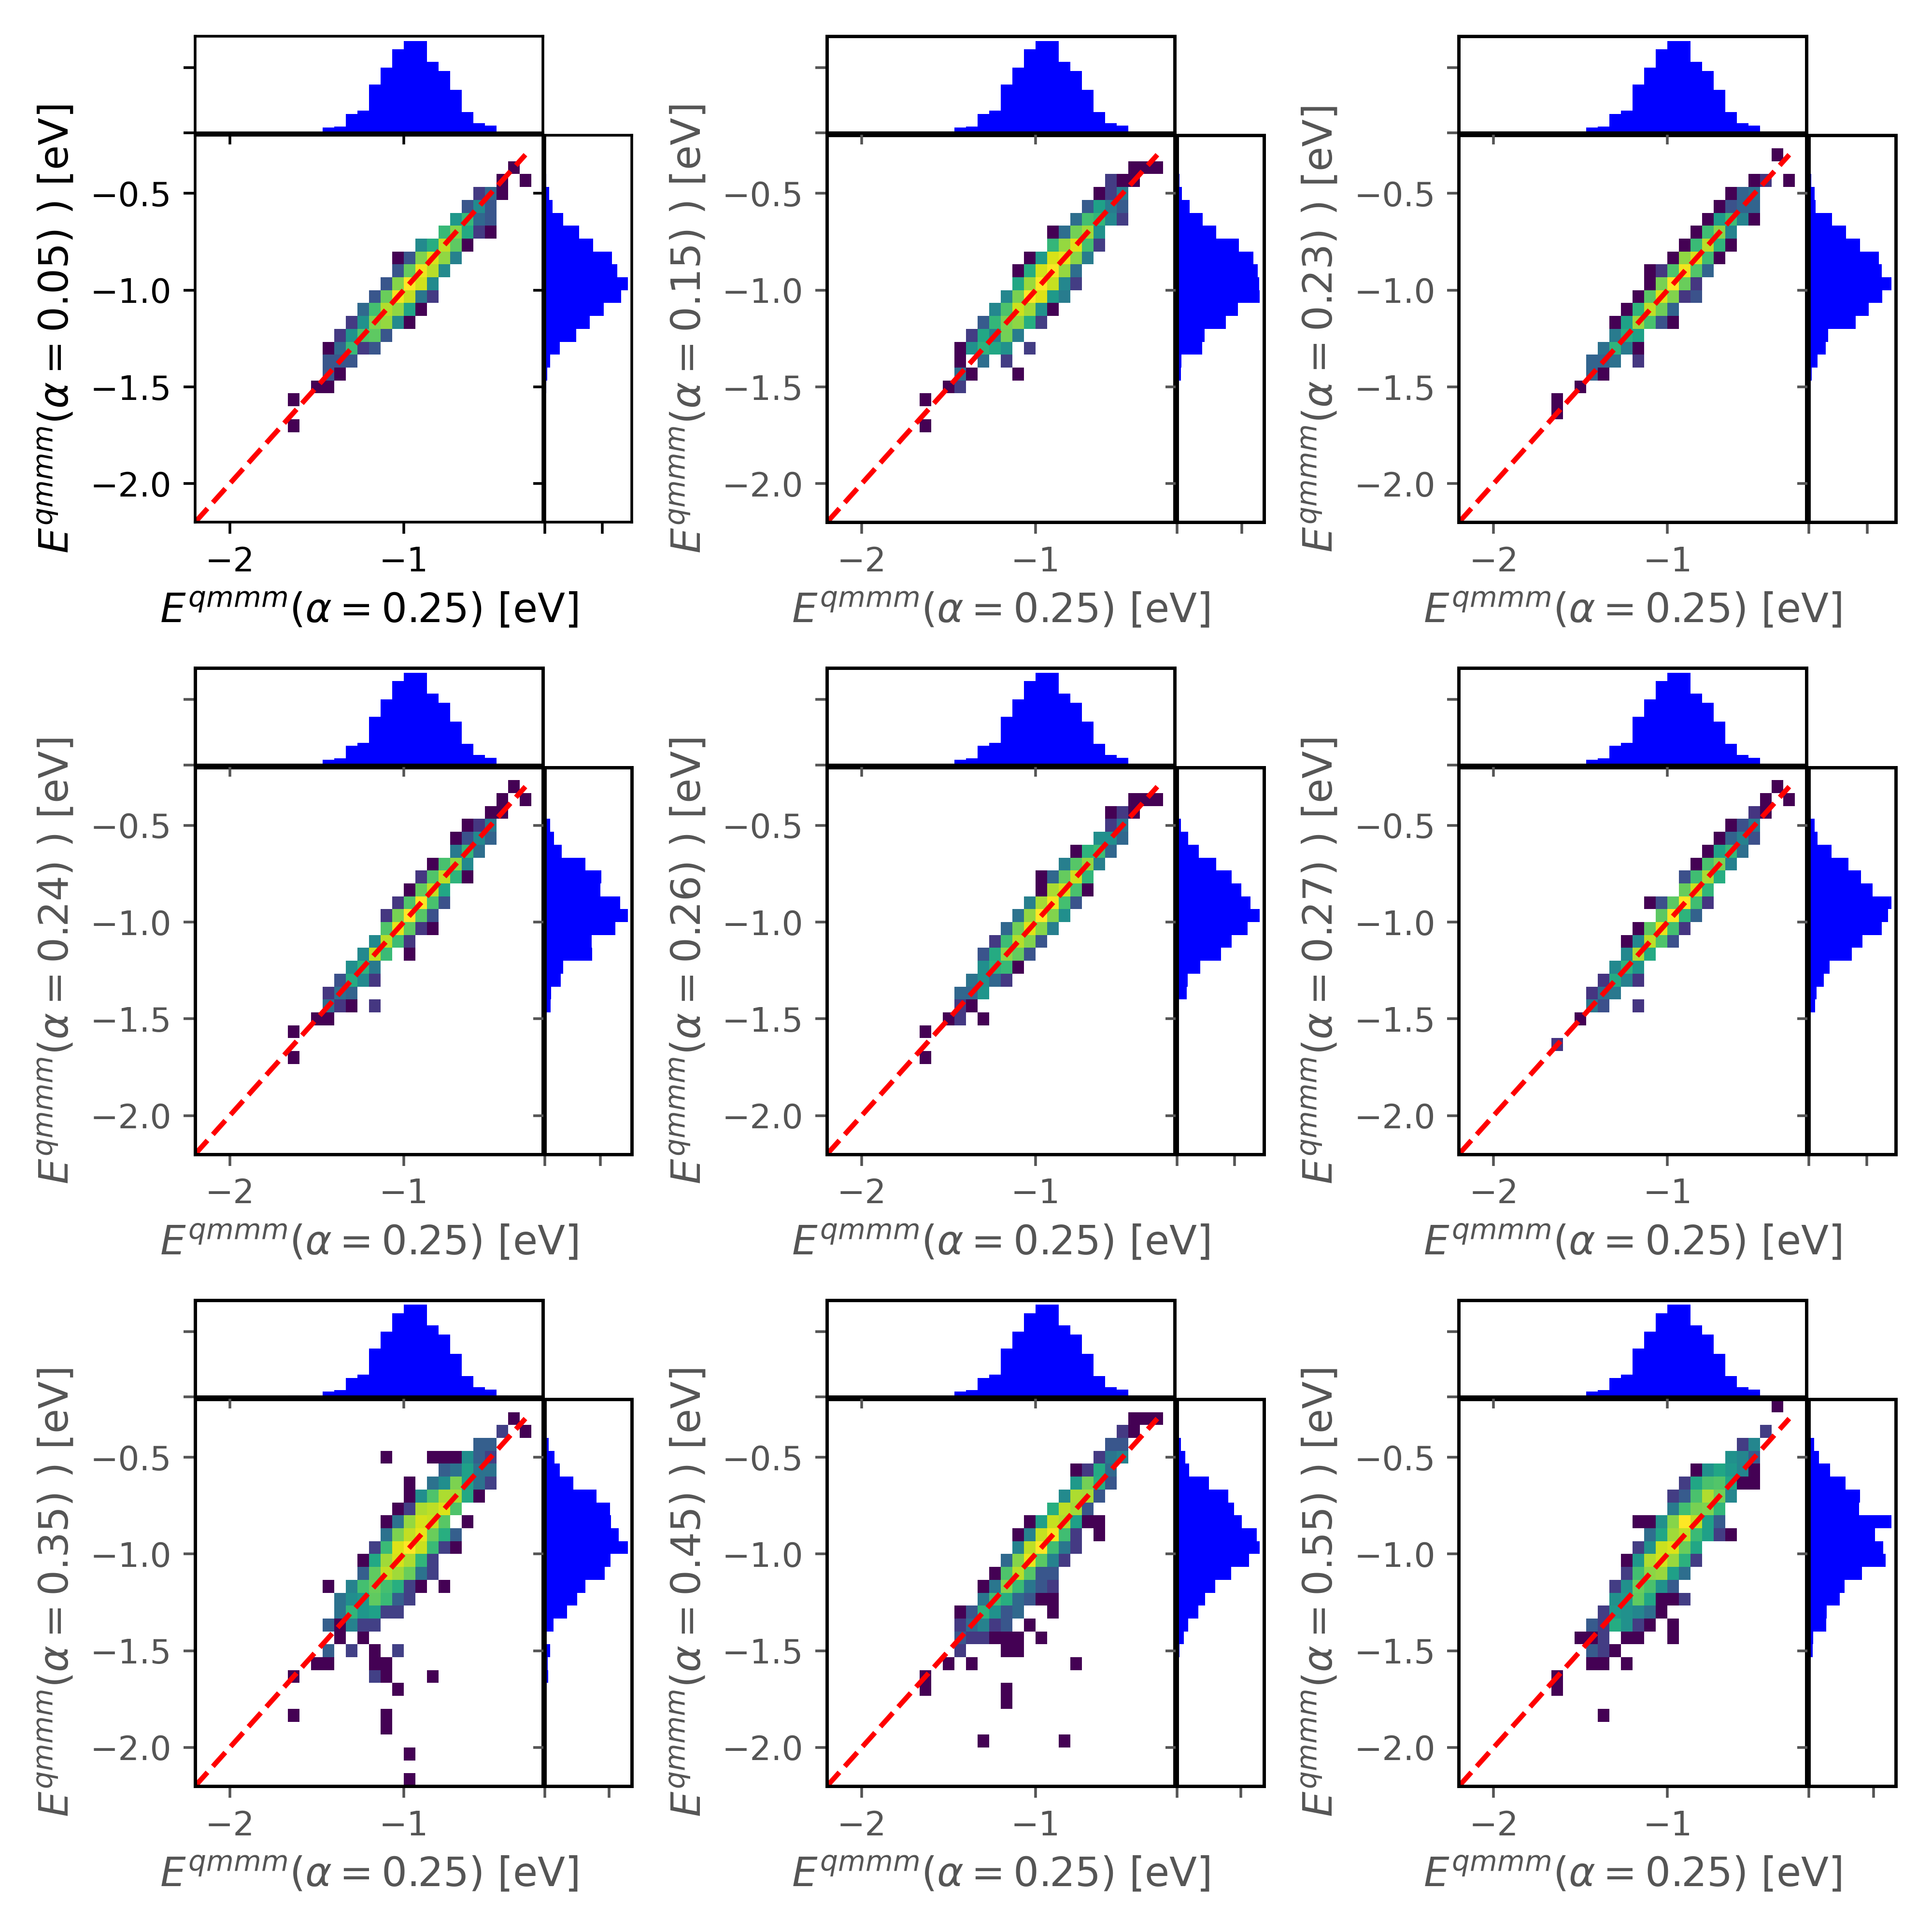 E^qmmm(α = 0.05) ) [eV]
−0.5
−1.0
−1.5
−2.0
−2 −1
E^qmmm(α = 0.25) [eV]
E^qmmm(α = 0.15) ) [eV]
−0.5
−1.0
−1.5
−2.0
−2 −1
E^qmmm(α = 0.25) [eV]
E^qmmm(α = 0.23) ) [eV]
−0.5
−1.0
−1.5
−2.0
−2 −1
E^qmmm(α = 0.25) [eV]
E^qmmm(α = 0.24) ) [eV]
−0.5
−1.0
−1.5
−2.0
−2 −1
E^qmmm(α = 0.25) [eV]
E^qmmm(α = 0.26) ) [eV]
−0.5
−1.0
−1.5
−2.0
−2 −1
E^qmmm(α = 0.25) [eV]
E^qmmm(α = 0.27) ) [eV]
−0.5
−1.0
−1.5
−2.0
−2 −1
E^qmmm(α = 0.25) [eV]
E^qmmm(α = 0.35) ) [eV]
−0.5
−1.0
−1.5
−2.0
−2 −1
E^qmmm(α = 0.25) [eV]
E^qmmm(α = 0.45) ) [eV]
−0.5
−1.0
−1.5
−2.0
−2 −1
E^qmmm(α = 0.25) [eV]
E^qmmm(α = 0.55) ) [eV]
−0.5
−1.0
−1.5
−2.0
−2 −1
E^qmmm(α = 0.25) [eV]